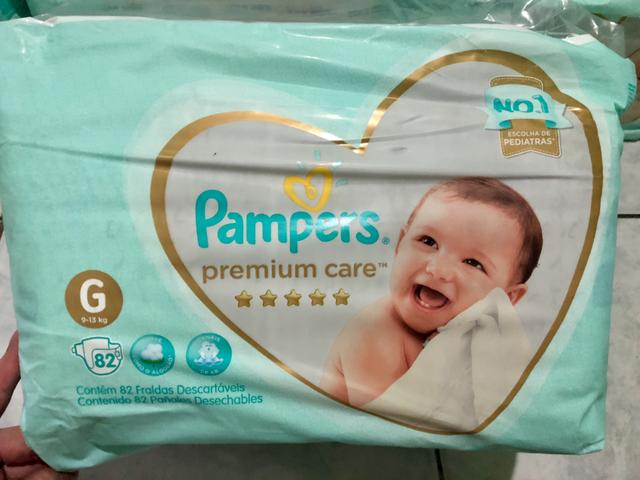 NO.1
ESCOLHA DE
PEDIATRAS*
Pampers®
premium care™
G
9-13 kg
82
Contém 82 Fraldas Descartáveis
Contenido 82 Pañales Desechables